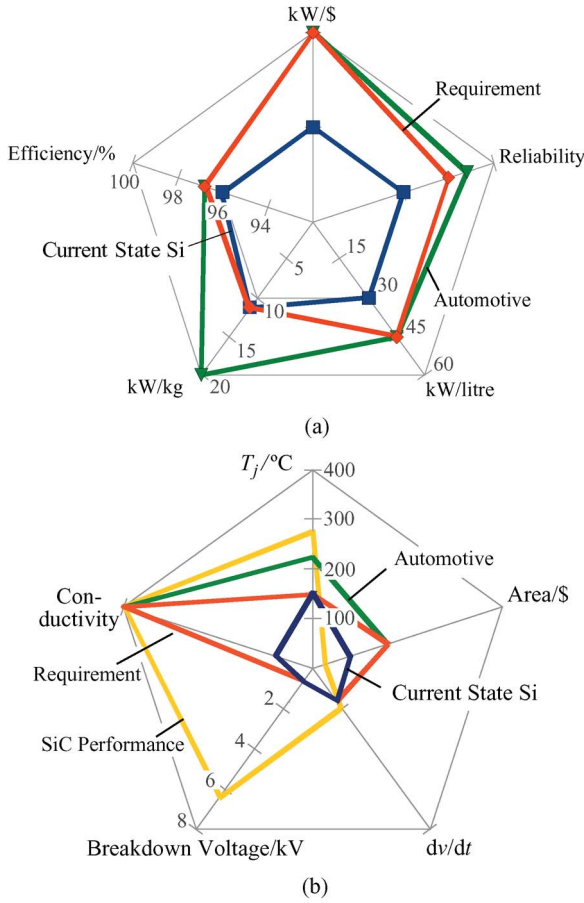 kW/$
Requirement
Efficiency/%
Reliability
100
98
96
94
Current State Si
15
5
30
Automotive
10
45
15
60
kW/kg
20
kW/litre
(a)
Tj/ºC
400
300
Automotive
200
Con-
ductivity
Area/$
100
Requirement
Current State Si
2
SiC Performance
4
6
8
Breakdown Voltage/kV
dv/dt
(b)